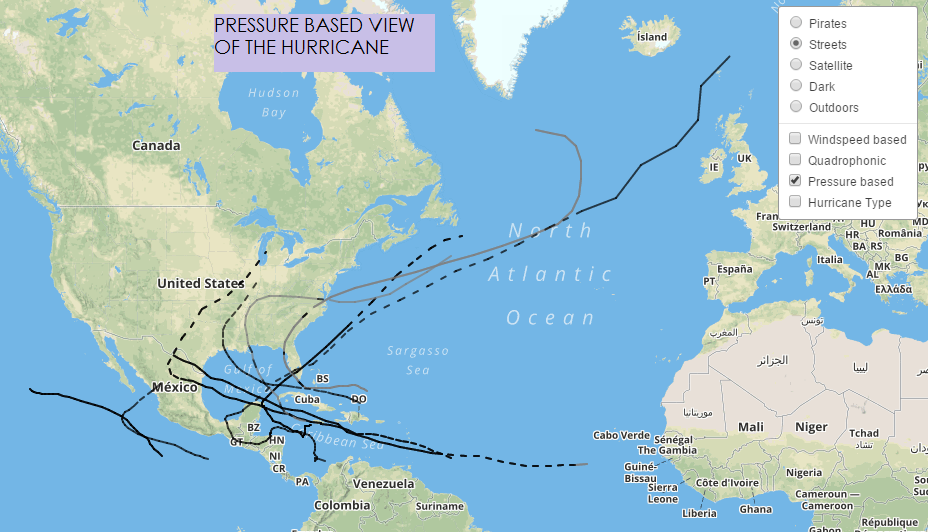 PRESSURE BASED VIEW
OF THE HURRICANE
Pirates
Streets
Satellite
Dark
Outdoors
Windspeed based
Quadrophonic
Pressure based
Hurricane Type
Ísland
Hudson
Bay
Canada
UK
IE
Switzerland
HU
MD
HR
România
BA RS
BG
Italia
MK
AL
España
PT
Ελλάδα
North
Atlantic
Ocean
United States
تونس
المغرب
الجزائر
ليبيا
Sargasso
Sea
Gulf of
BS
México
Cuba
DO
موريتانيا
BZ
Mali
Niger
Tchad
تشاد
GT
HN
Caribbean Sea
Cabo Verde
Sénégal
The Gambia
NI
CR
Guiné-
Bissau
Nigeria
PA
Venezuela
Côte d'Ivoire
Sierra
Leone
Cameroun —
Cameroon
Colombia
Suriname
Liberia
Ghana
République